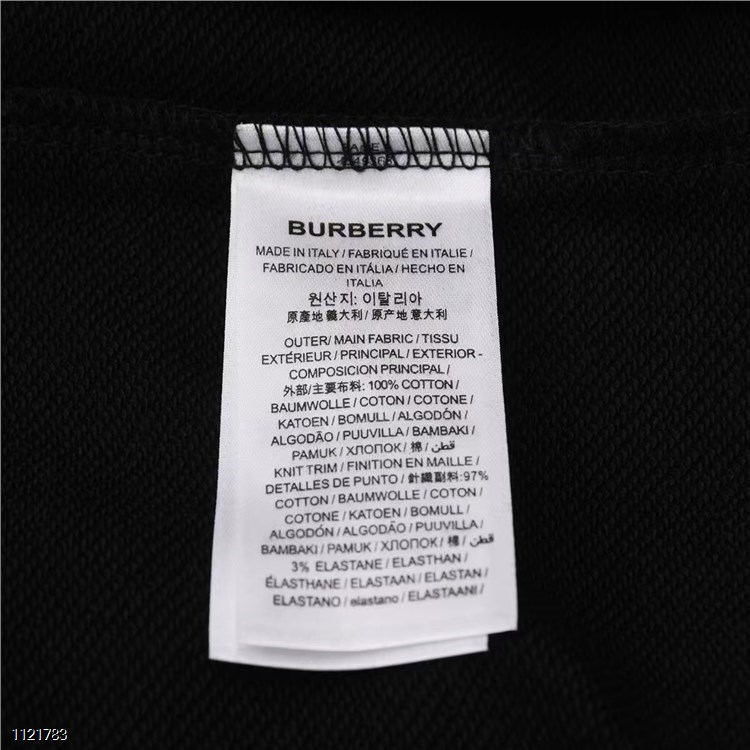 BURBERRY
MADE IN ITALY / FABRIQUÉ EN ITALIE /
FABRICADO EN ITÁLIA / HECHO EN
ITALIA
원산지: 이탈리아
原產地義大利 / 原产地意大利
OUTER/ MAIN FABRIC / TISSU
EXTÉRIEUR / PRINCIPAL / EXTERIOR -
COMPOSICION PRINCIPAL /
外部/主要布料: 100% COTTON /
BAUMWOLLE / COTON / COTONE /
KATOEN / BOMULL / ALGODÓN /
ALGODÃO / PUUVILLA / BAMBAKI /
PAMUK / ХЛОПОК / 棉 / قطن
KNIT TRIM / FINITION EN MAILLE /
DETALLES DE PUNTO / 針織副料: 97%
COTTON / BAUMWOLLE / COTON /
COTONE / KATOEN / BOMULL /
ALGODÓN / ALGODÃO / PUUVILLA /
BAMBAKI / PAMUK / ХЛОПОК / 棉 / قطن
3% ELASTANE / ELASTHAN /
ÉLASTHANE / ELASTAAN / ELASTAN /
ELASTANO / elastano / ELASTAANI /
1121783